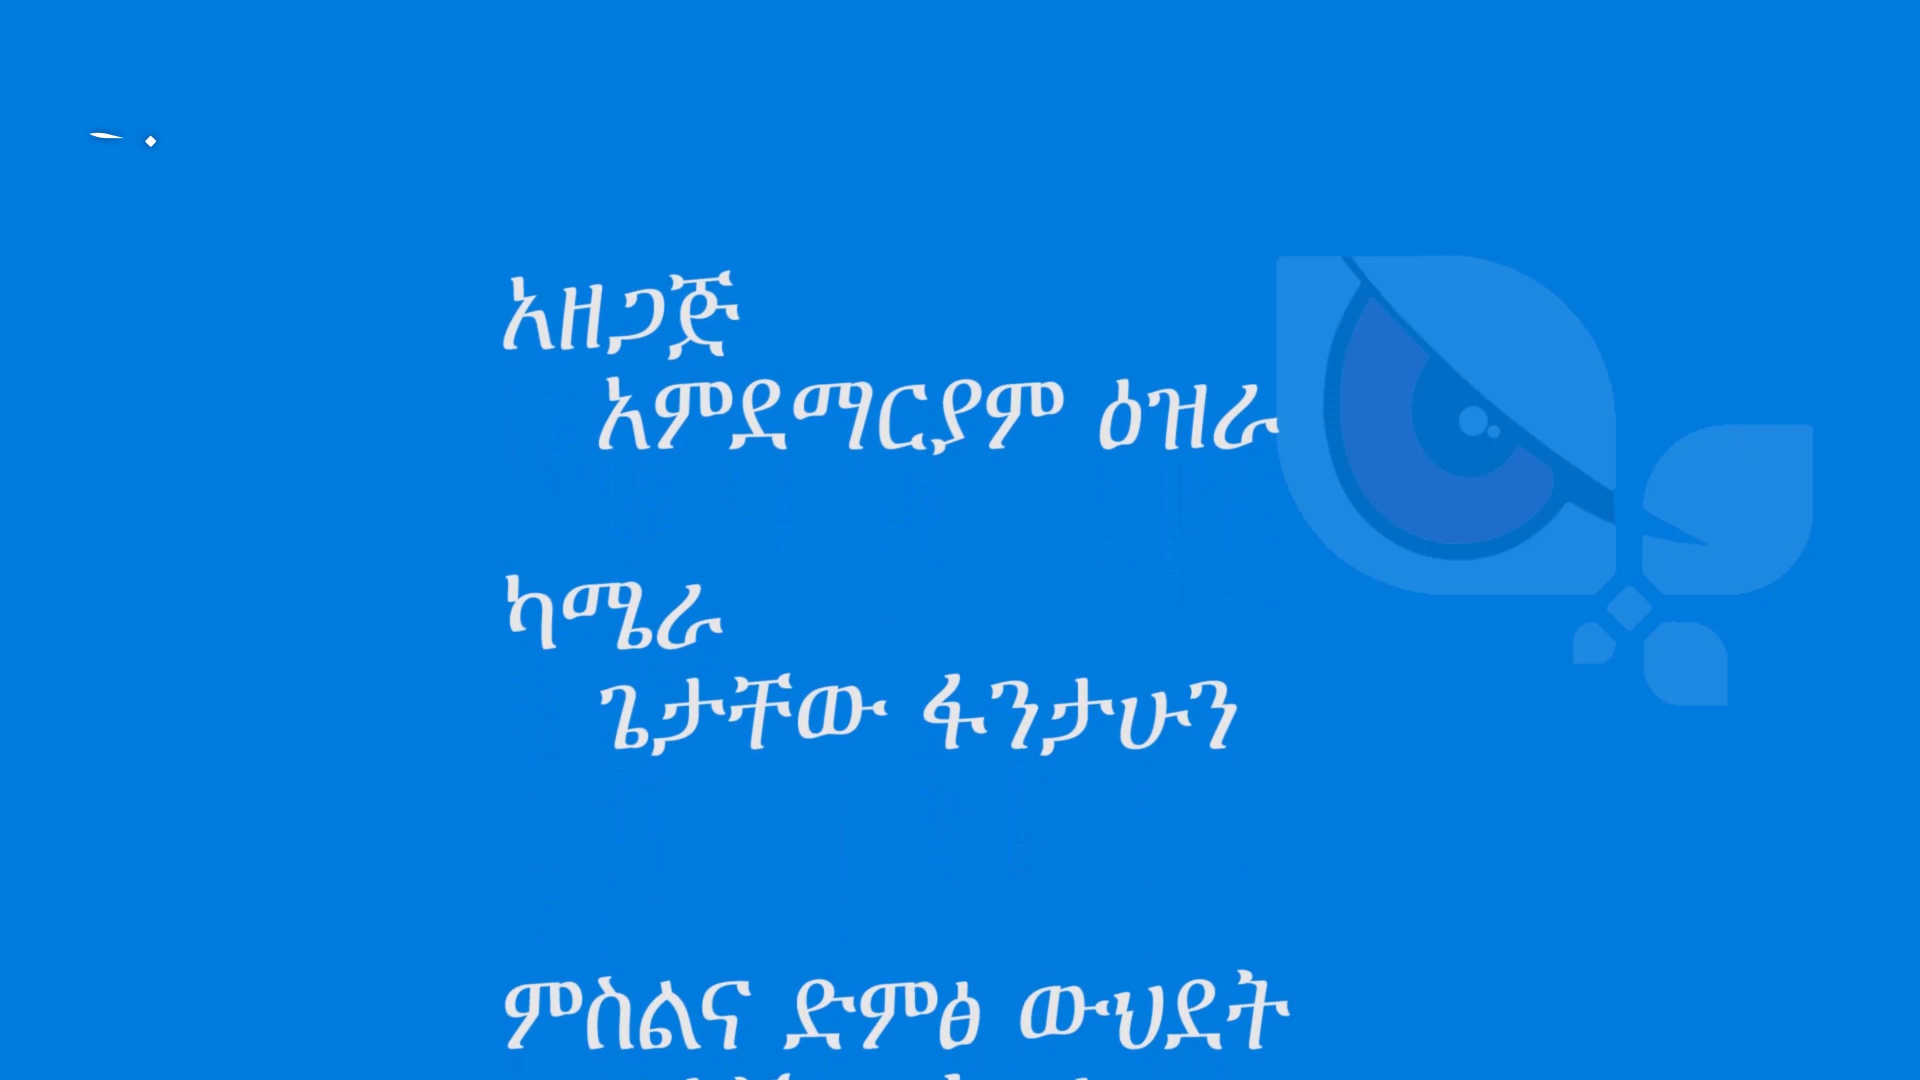 አዘጋጅ
አምደማርያም ዕዝራ
ካሜራ
ጌታቸው ፋንታሁን
ምስልና ድምፅ ውህደት